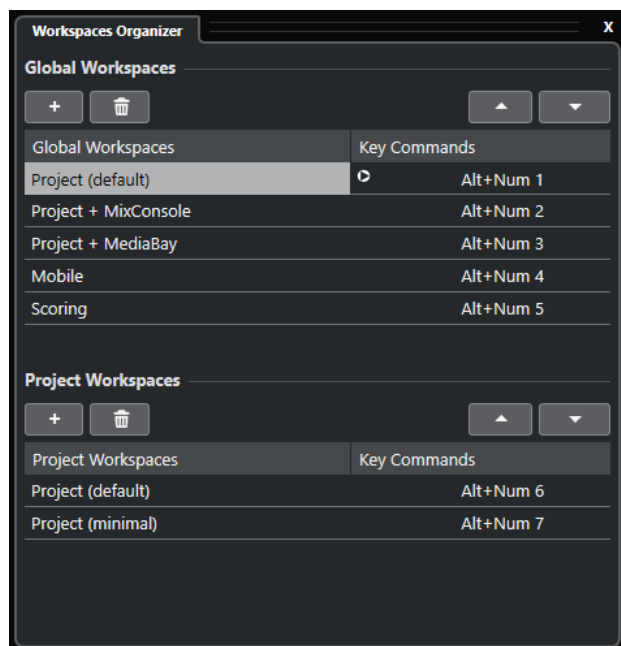 Workspaces Organizer X
Global Workspaces
+
Global Workspaces Key Commands
Project (default) Alt+Num 1
Project + MixConsole Alt+Num 2
Project + MediaBay Alt+Num 3
Mobile Alt+Num 4
Scoring Alt+Num 5
Project Workspaces
+
Project Workspaces Key Commands
Project (default) Alt+Num 6
Project (minimal) Alt+Num 7